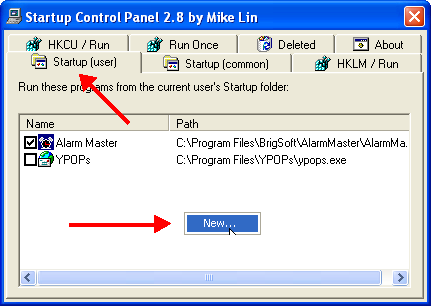 Startup Control Panel 2.8 by Mike Lin
HKCU / Run Run Once Deleted About
Startup (user) Startup (common) HKLM / Run
Run these programs from the current user's Startup folder:
Name Path
Alarm Master C:\Program Files\BrigSoft\AlarmMaster\AlarmMa.
YPOPs C:\Program Files\YPOPs\ypops.exe
New...